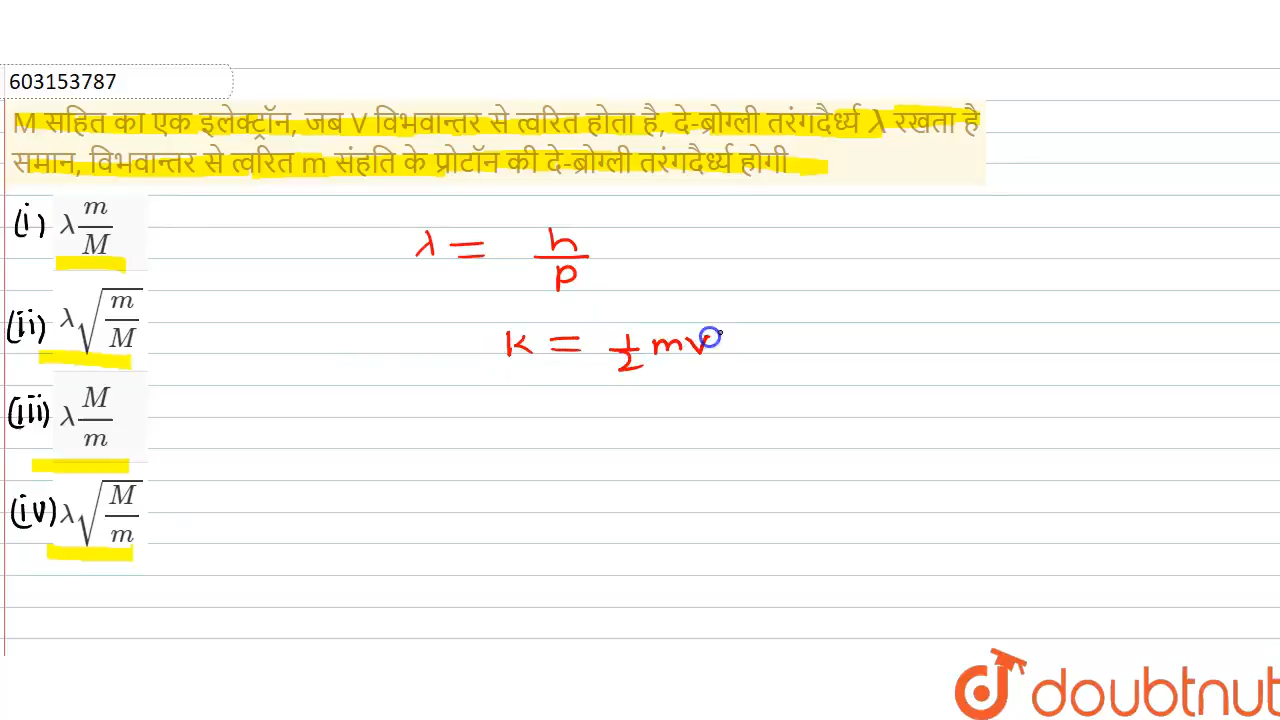 603153787
M सहित का एक इलेक्ट्रॉन, जब V विभवान्तर से त्वरित होता है, दे-ब्रोग्ली तरंगदैर्ध्य λ रखता है
समान, विभवान्तर से त्वरित m संहति के प्रोटॉन की दे-ब्रोग्ली तरंगदैर्ध्य होगी
(i) λ m/M
λ = h/p
(ii) λ√(m/M)
K = 1/2 mv
(iii) λ M/m
(iv) λ√(M/m)
doubtnut